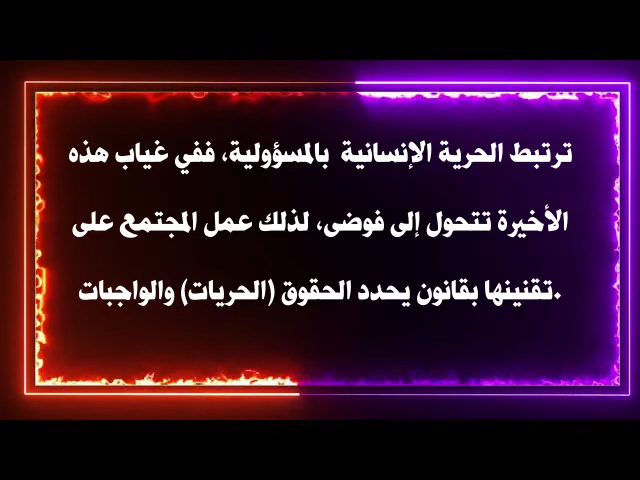 ترتبط الحرية الإنسانية بالمسؤولية، ففي غياب هذه
الأخيرة تتحول إلى فوضى، لذلك عمل المجتمع على
تقنينها بقانون يحدد الحقوق (الحريات) والواجبات.